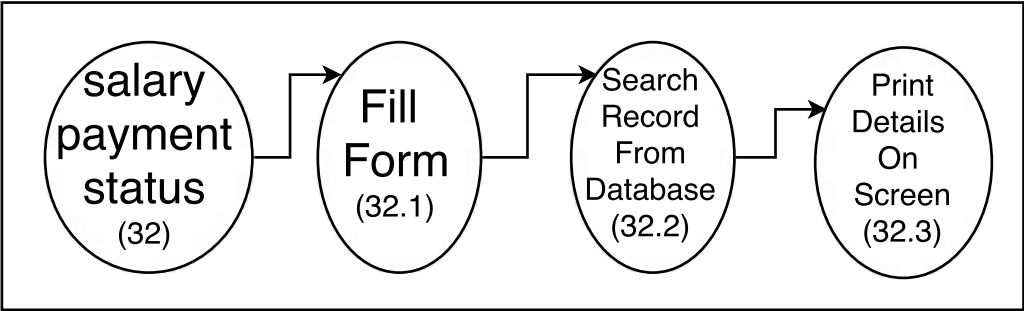 salary
payment
status
(32)
Fill
Form
(32.1)
Search
Record
From
Database
(32.2)
Print
Details
On
Screen
(32.3)